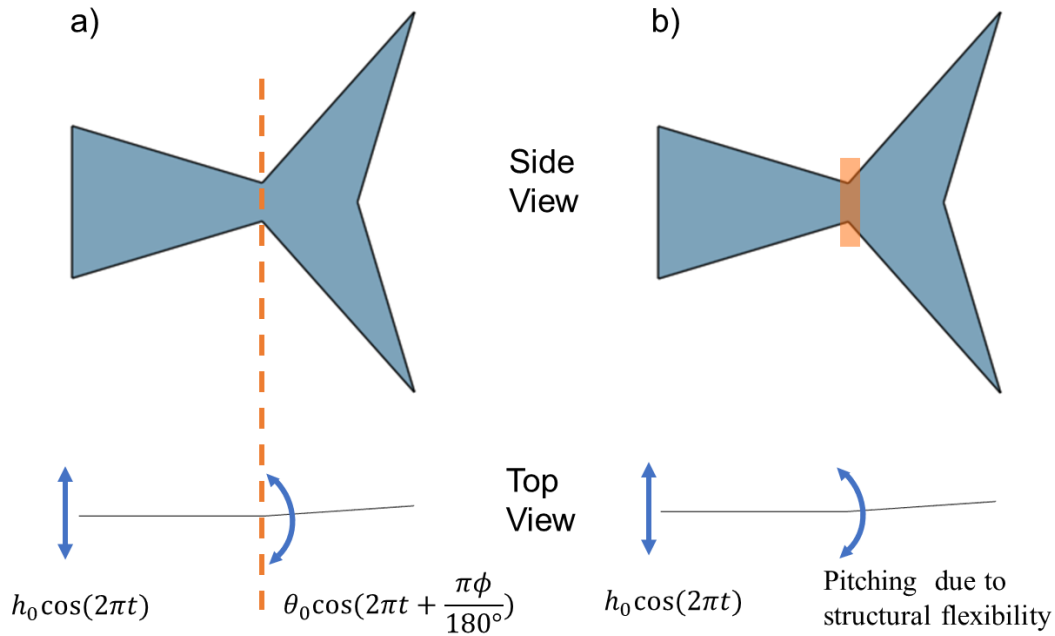 a)
b)
Side
View
Top
View
h₀cos(2πt)
θ₀cos(2πt + πϕ/180°)
h₀cos(2πt)
Pitching due to
structural flexibility